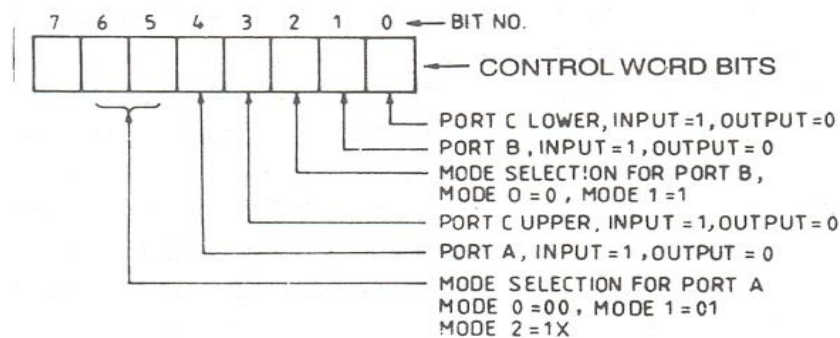 7 6 5 4 3 2 1 0 BIT NO.
CONTROL WORD BITS
PORT C LOWER, INPUT =1, OUTPUT=0
PORT B, INPUT=1, OUTPUT = 0
MODE SELECTION FOR PORT B,
MODE 0 =0, MODE 1 =1
PORT C UPPER, INPUT = 1, OUTPUT= 0
PORT A, INPUT = 1, OUTPUT = 0
MODE SELECTION FOR PORT A
MODE 0 =00, MODE 1 =01
MODE 2 =1X